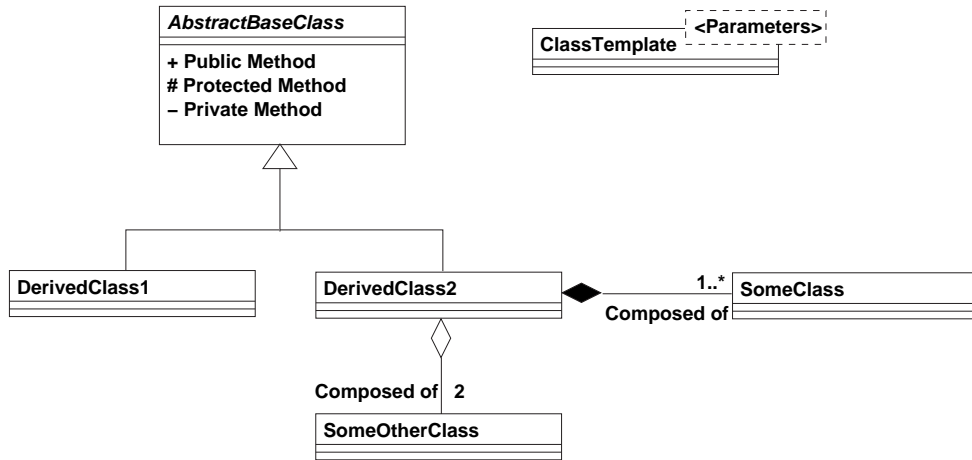 AbstractBaseClass
+ Public Method
# Protected Method
– Private Method
<Parameters>
ClassTemplate
DerivedClass1
DerivedClass2
1..*
Composed of
SomeClass
Composed of 2
SomeOtherClass